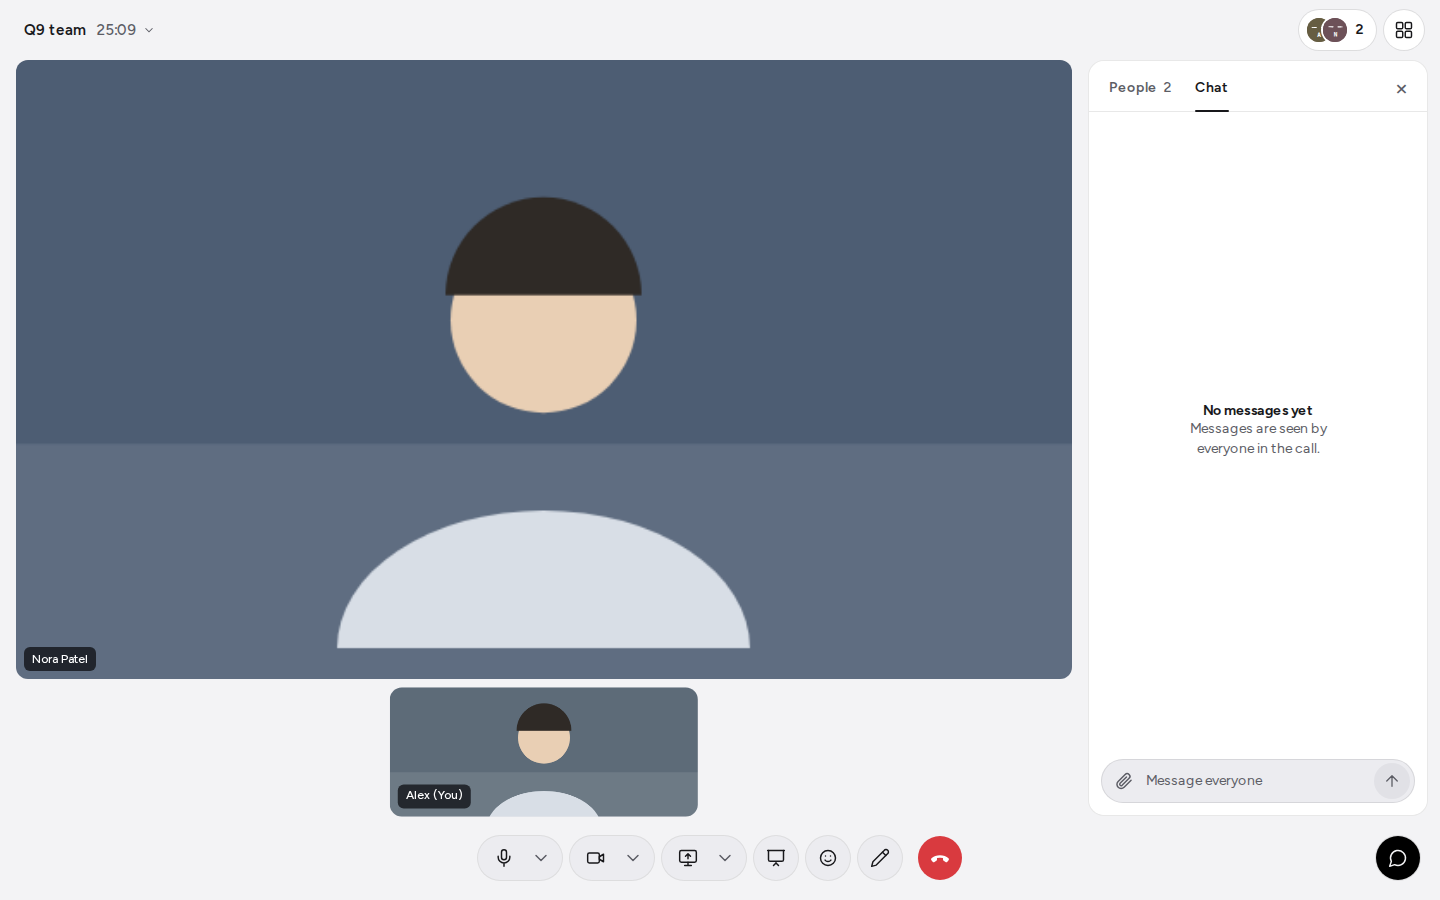 Q9 team 25:09
A N 2
People 2 Chat
No messages yet
Messages are seen by
everyone in the call.
Nora Patel
Alex (You)
Message everyone